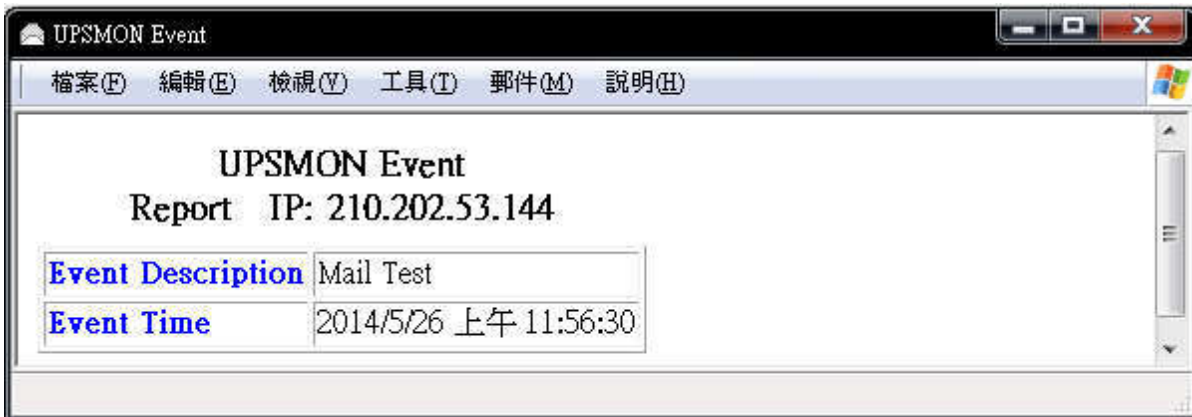 UPSMON Event
檔案(F) 編輯(E) 檢視(V) 工具(T) 郵件(M) 說明(H)
UPSMON Event
Report IP: 210.202.53.144
Event Description Mail Test
Event Time 2014/5/26 上午 11:56:30